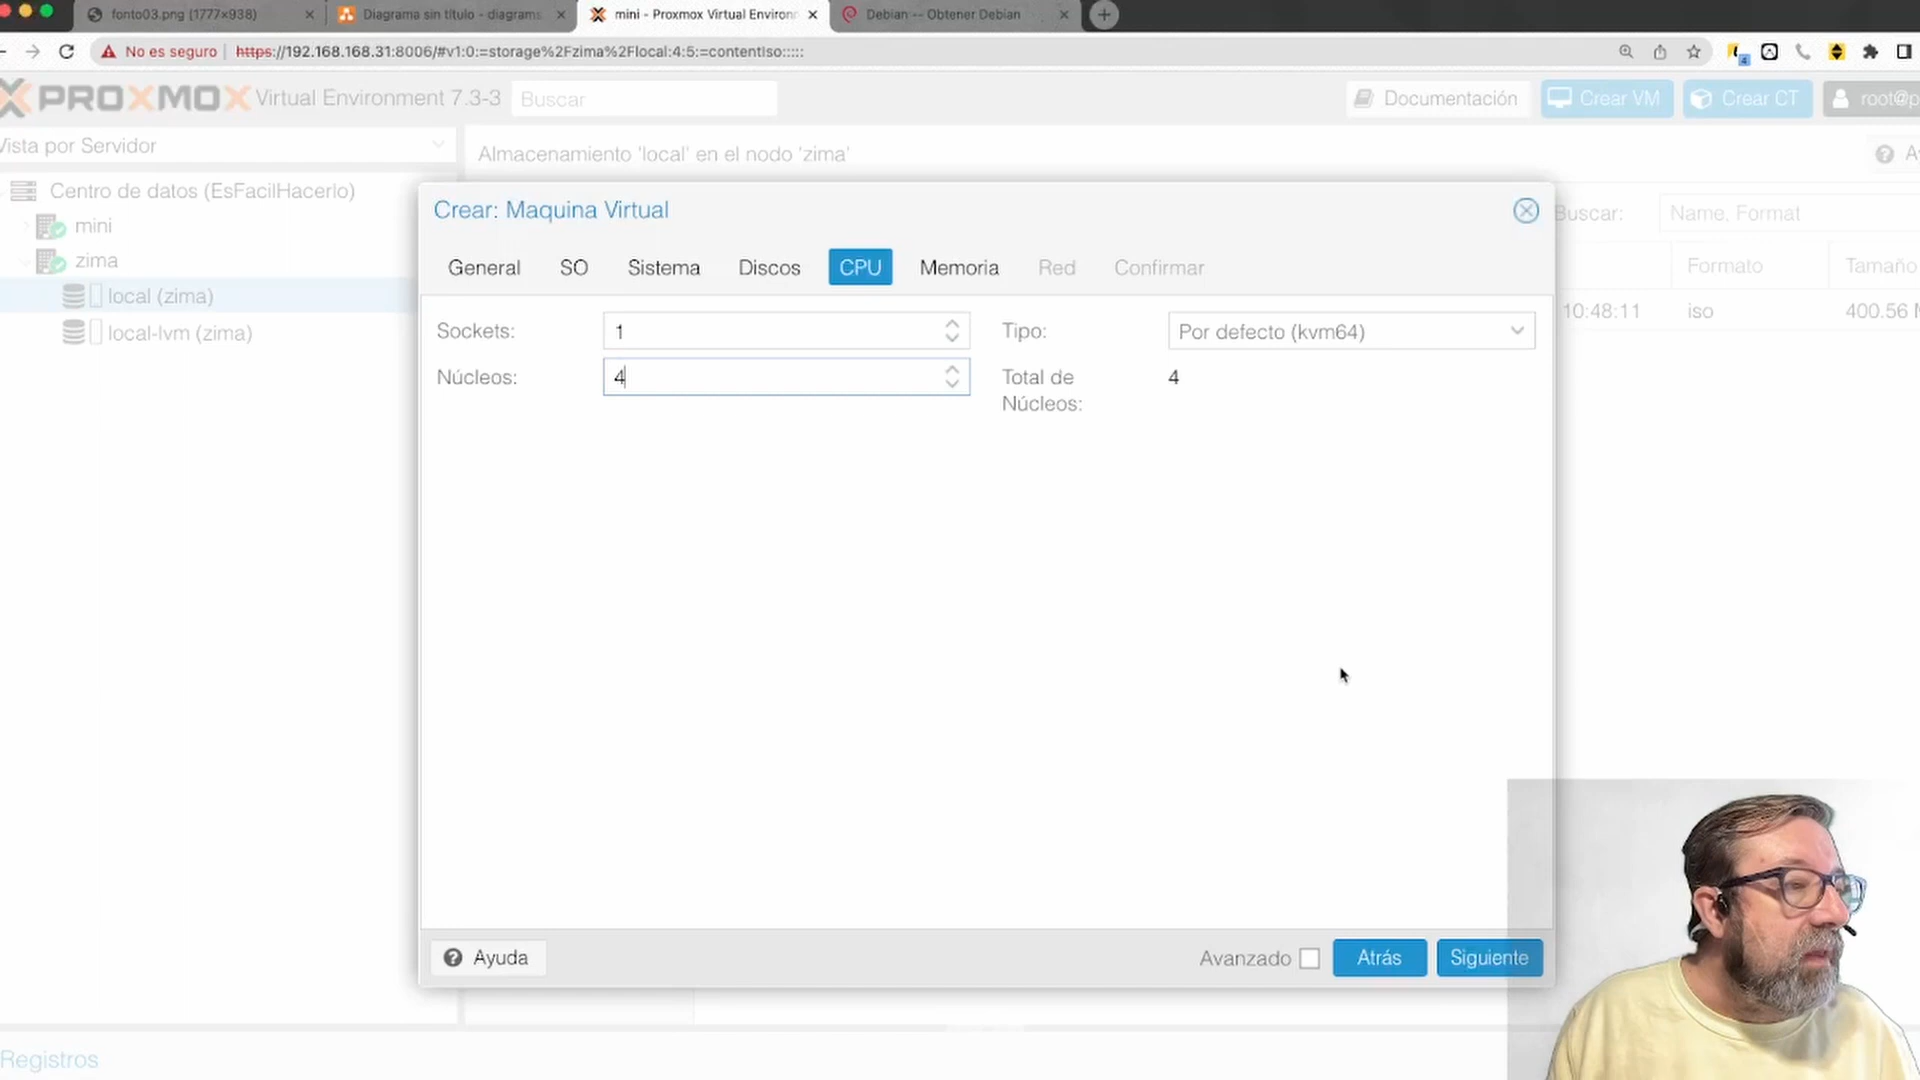 fonto03.png (1777×938)
Diagrama sin título - diagrams.
mini - Proxmox Virtual Environ
Debian -- Obtener Debian
No es seguro
https://192.168.168.31:8006/#v1:0:=storage%2Fzima%2Flocal:4:5:=contentIso:::::
4
PROXMOX
Virtual Environment 7.3-3
Buscar
Documentación
Crear VM
Crear CT
root@p
Vista por Servidor
Almacenamiento 'local' en el nodo 'zima'
Centro de datos (EsFacilHacerlo)
mini
zima
local (zima)
local-lvm (zima)
Buscar:
Name, Format
Formato
Tamaño
10:48:11
iso
400.56 M
Crear: Maquina Virtual
General
SO
Sistema
Discos
CPU
Memoria
Red
Confirmar
Sockets:
1
Tipo:
Por defecto (kvm64)
Núcleos:
4
Total de
Núcleos:
4
Ayuda
Avanzado
Atrás
Siguiente
Registros